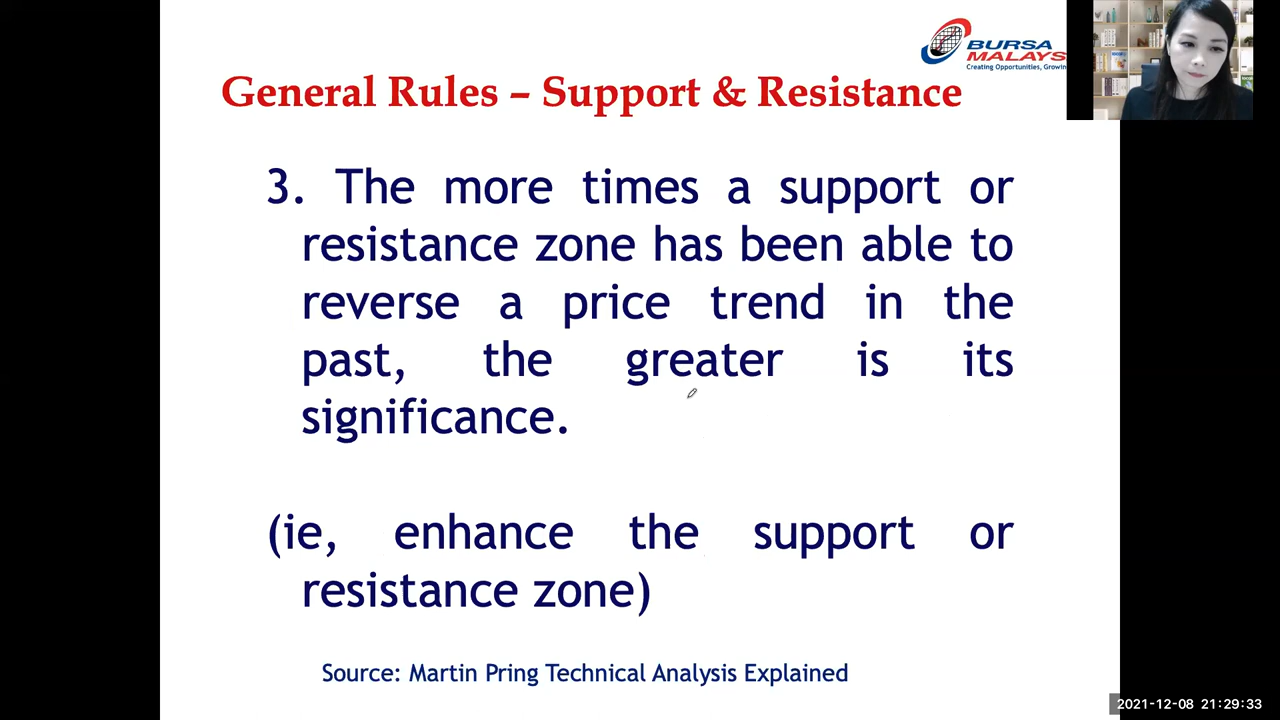 BURSA
MALAYS
Creating Opportunities, Growin
General Rules – Support & Resistance
3. The more times a support or
resistance zone has been able to
reverse a price trend in the
past, the greater is its
significance.
(ie, enhance the support or
resistance zone)
Source: Martin Pring Technical Analysis Explained
2021-12-08 21:29:33